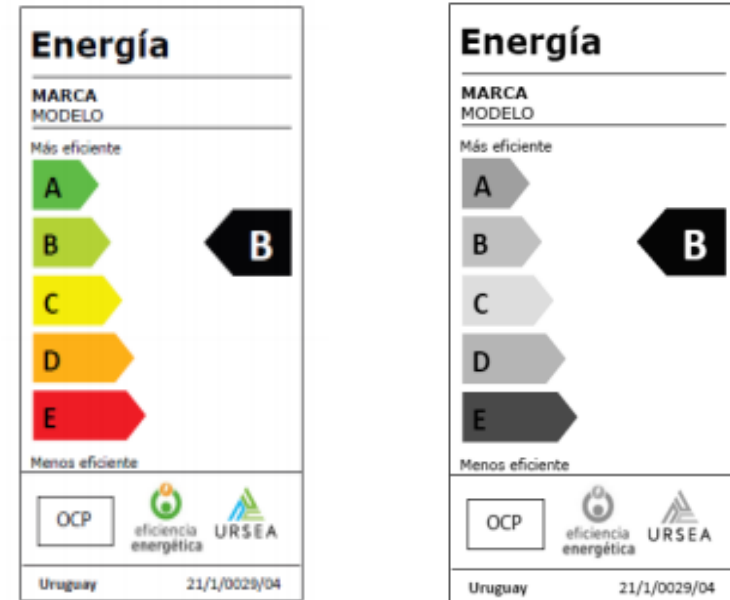 Energía
MARCA
MODELO
Más eficiente
A
B
B
C
D
E
Menos eficiente
OCP
eficiencia
energética
URSEA
Uruguay 21/1/0029/04
Energía
MARCA
MODELO
Más eficiente
A
B
B
C
D
E
Menos eficiente
OCP
eficiencia
energética
URSEA
Uruguay 21/1/0029/04